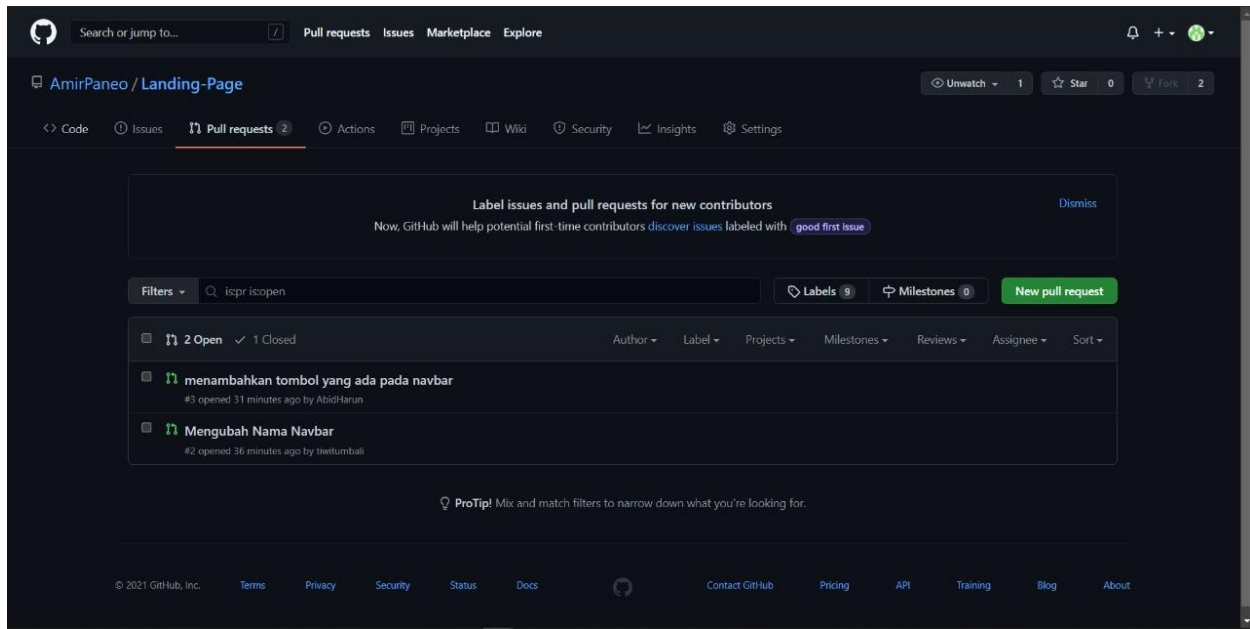 Search or jump to... / Pull requests Issues Marketplace Explore
AmirPaneo / Landing-Page Unwatch 1 Star 0 Fork 2
Code Issues Pull requests 2 Actions Projects Wiki Security Insights Settings
Label issues and pull requests for new contributors Dismiss
Now, GitHub will help potential first-time contributors discover issues labeled with good first issue
Filters is:pr is:open Labels 9 Milestones 0 New pull request
2 Open 1 Closed Author Label Projects Milestones Reviews Assignee Sort
menambahkan tombol yang ada pada navbar
#3 opened 31 minutes ago by AbidHarun
Mengubah Nama Navbar
#2 opened 36 minutes ago by tiwitumbali
ProTip! Mix and match filters to narrow down what you're looking for.
© 2021 GitHub, Inc. Terms Privacy Security Status Docs Contact GitHub Pricing API Training Blog About